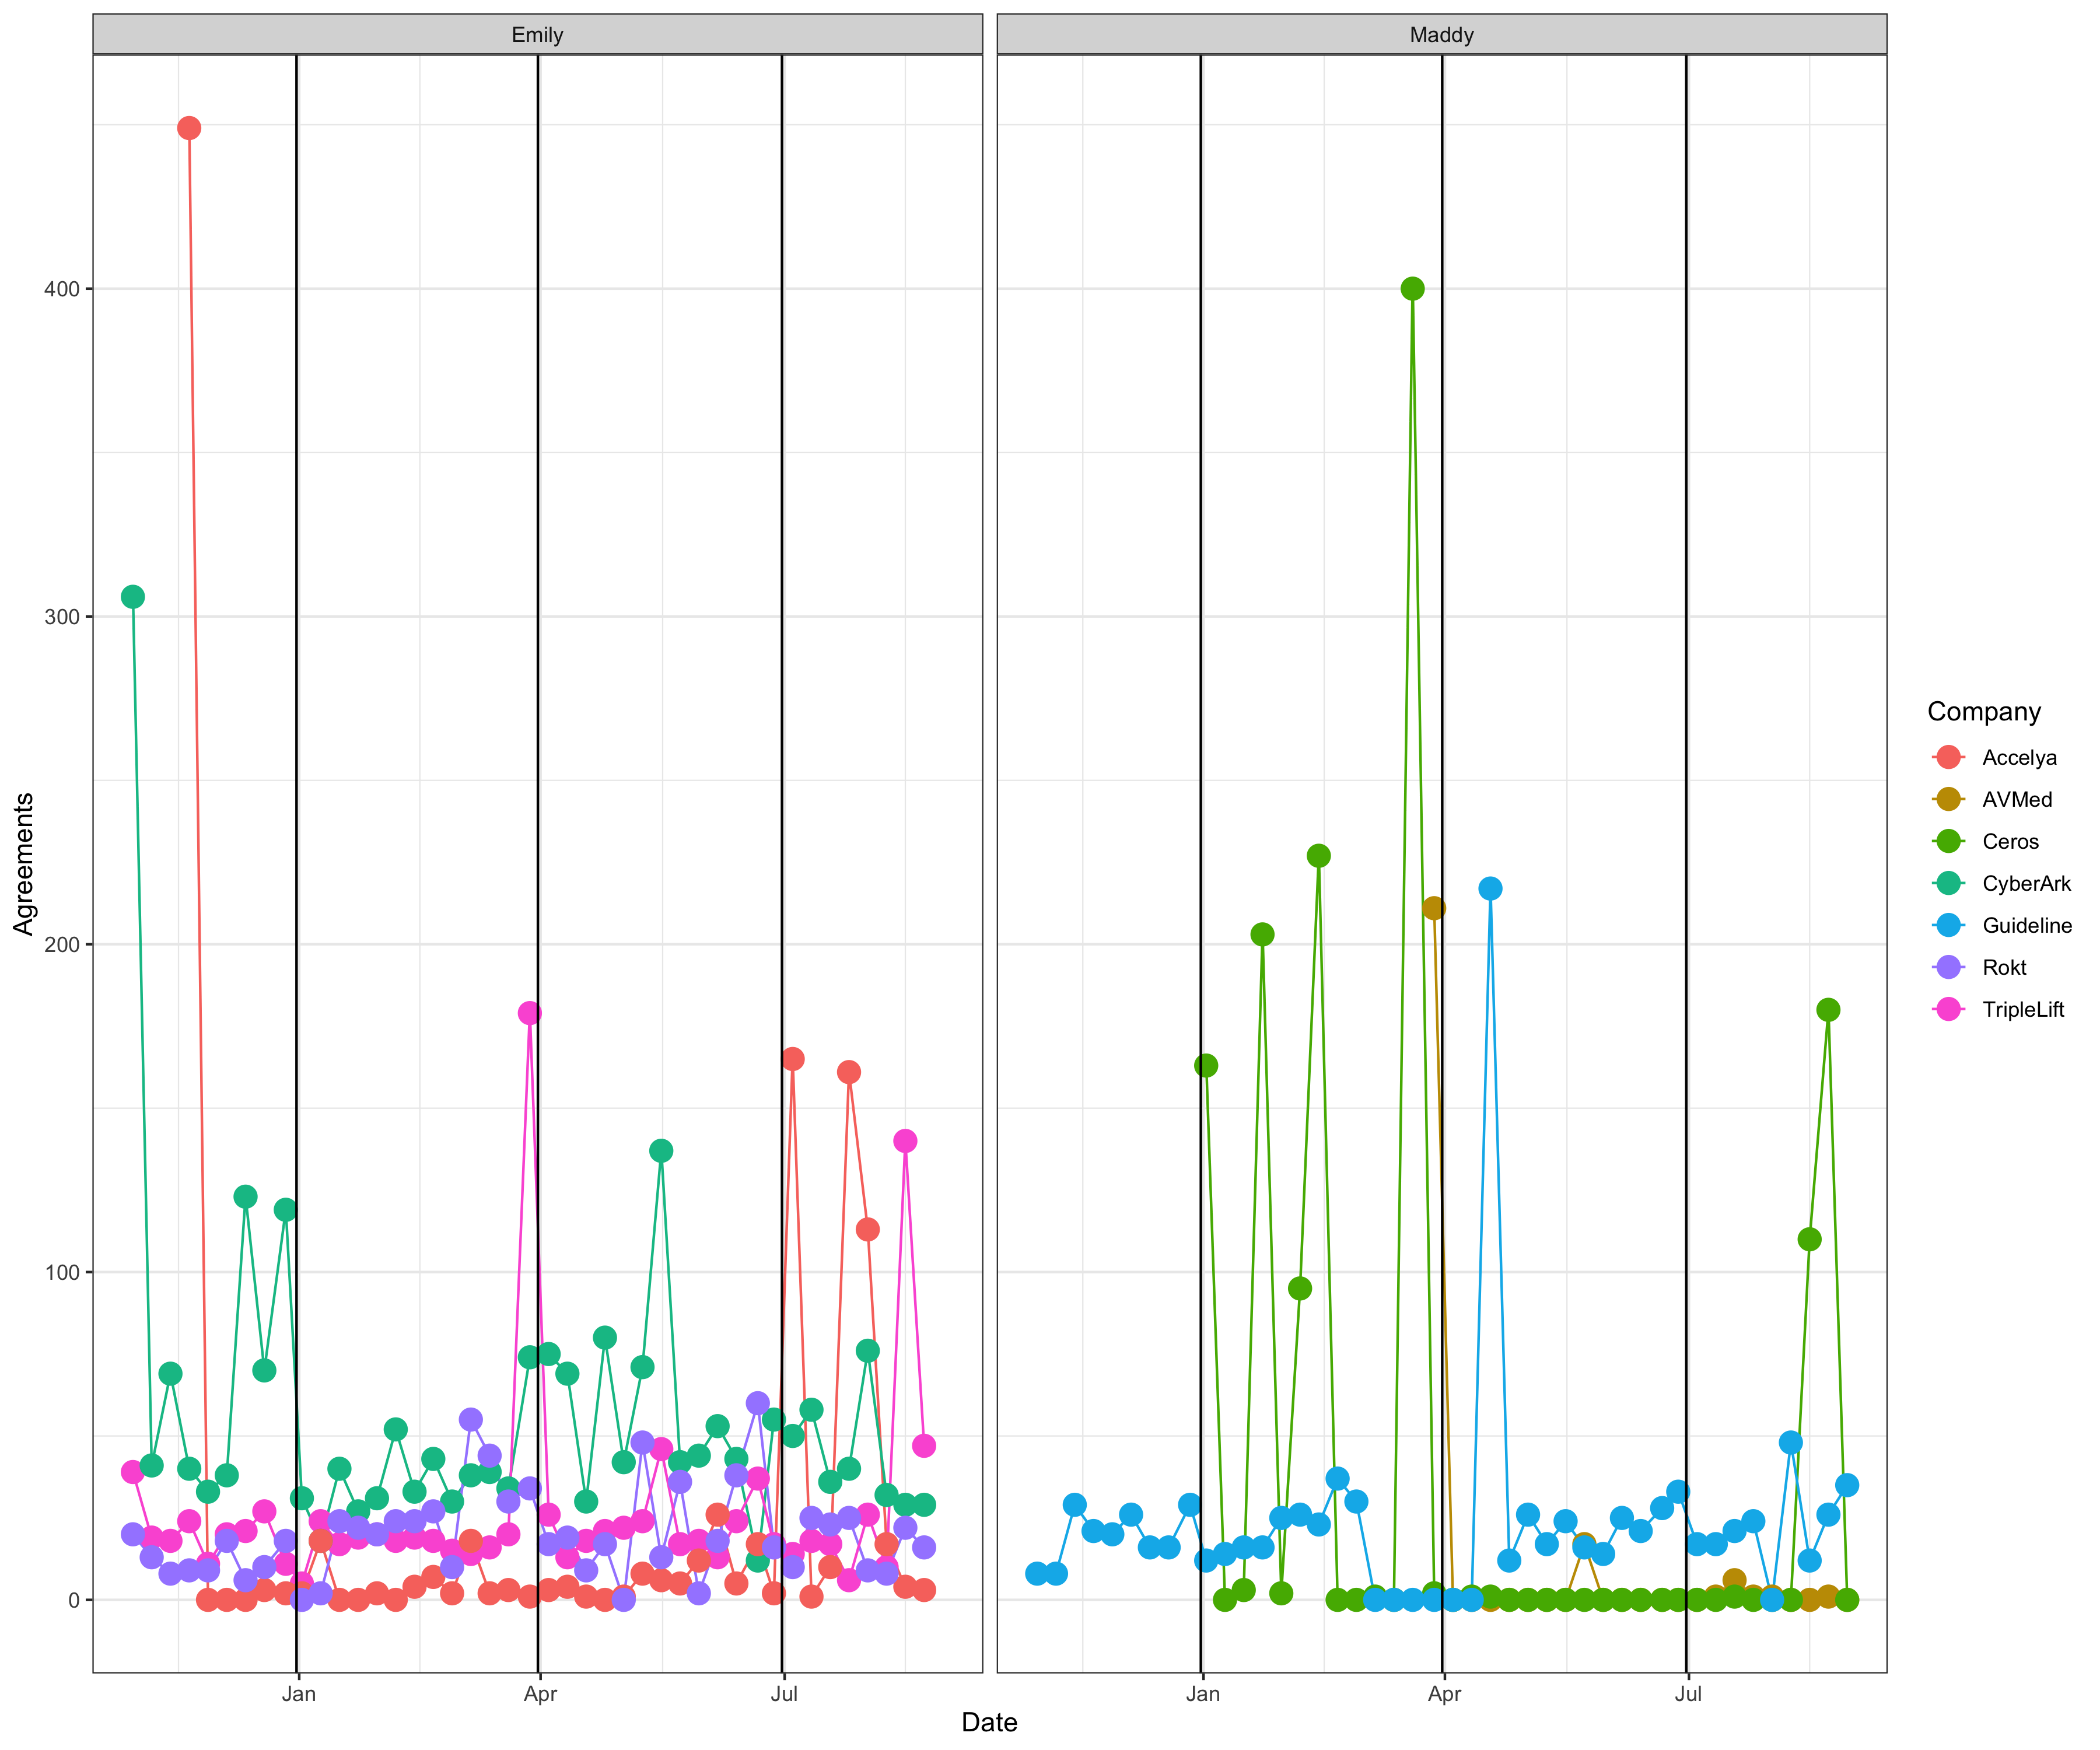 Emily
Maddy
Agreements
400
300
200
100
0
Jan
Apr
Jul
Jan
Apr
Jul
Date
Company
Accelya
AVMed
Ceros
CyberArk
Guideline
Rokt
TripleLift